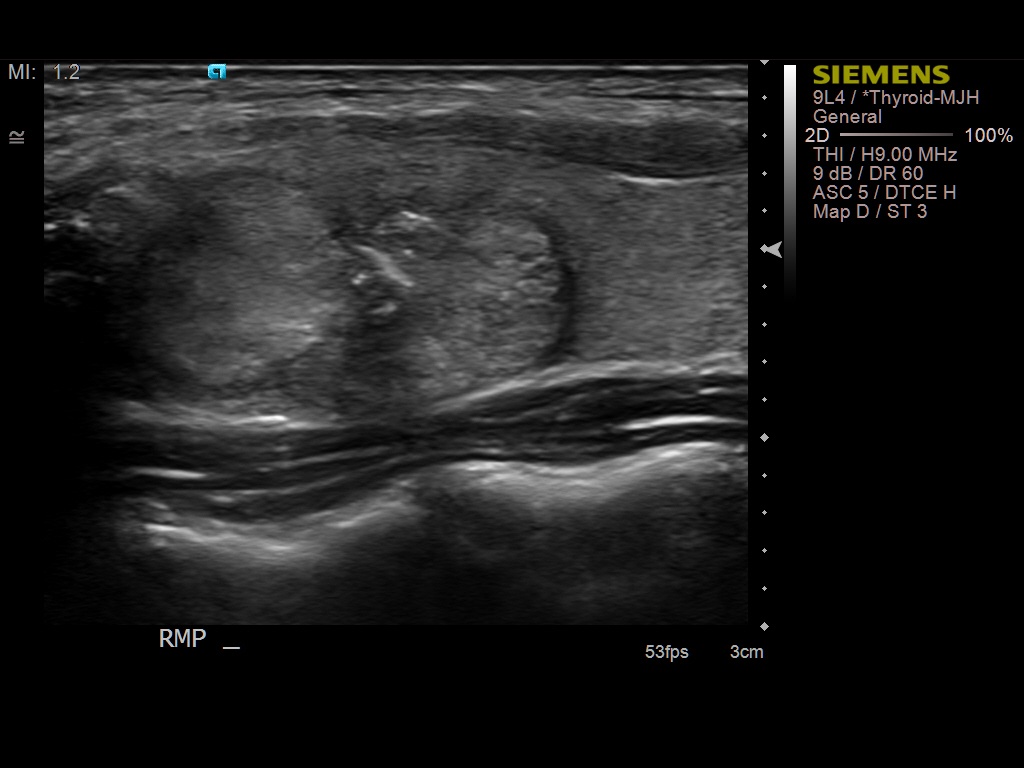 MI: 1.2
SIEMENS
9L4 / *Thyroid-MJH
General
2D 100%
THI / H9.00 MHz
9 dB / DR 60
ASC 5 / DTCE H
Map D / ST 3
RMP _
53fps 3cm